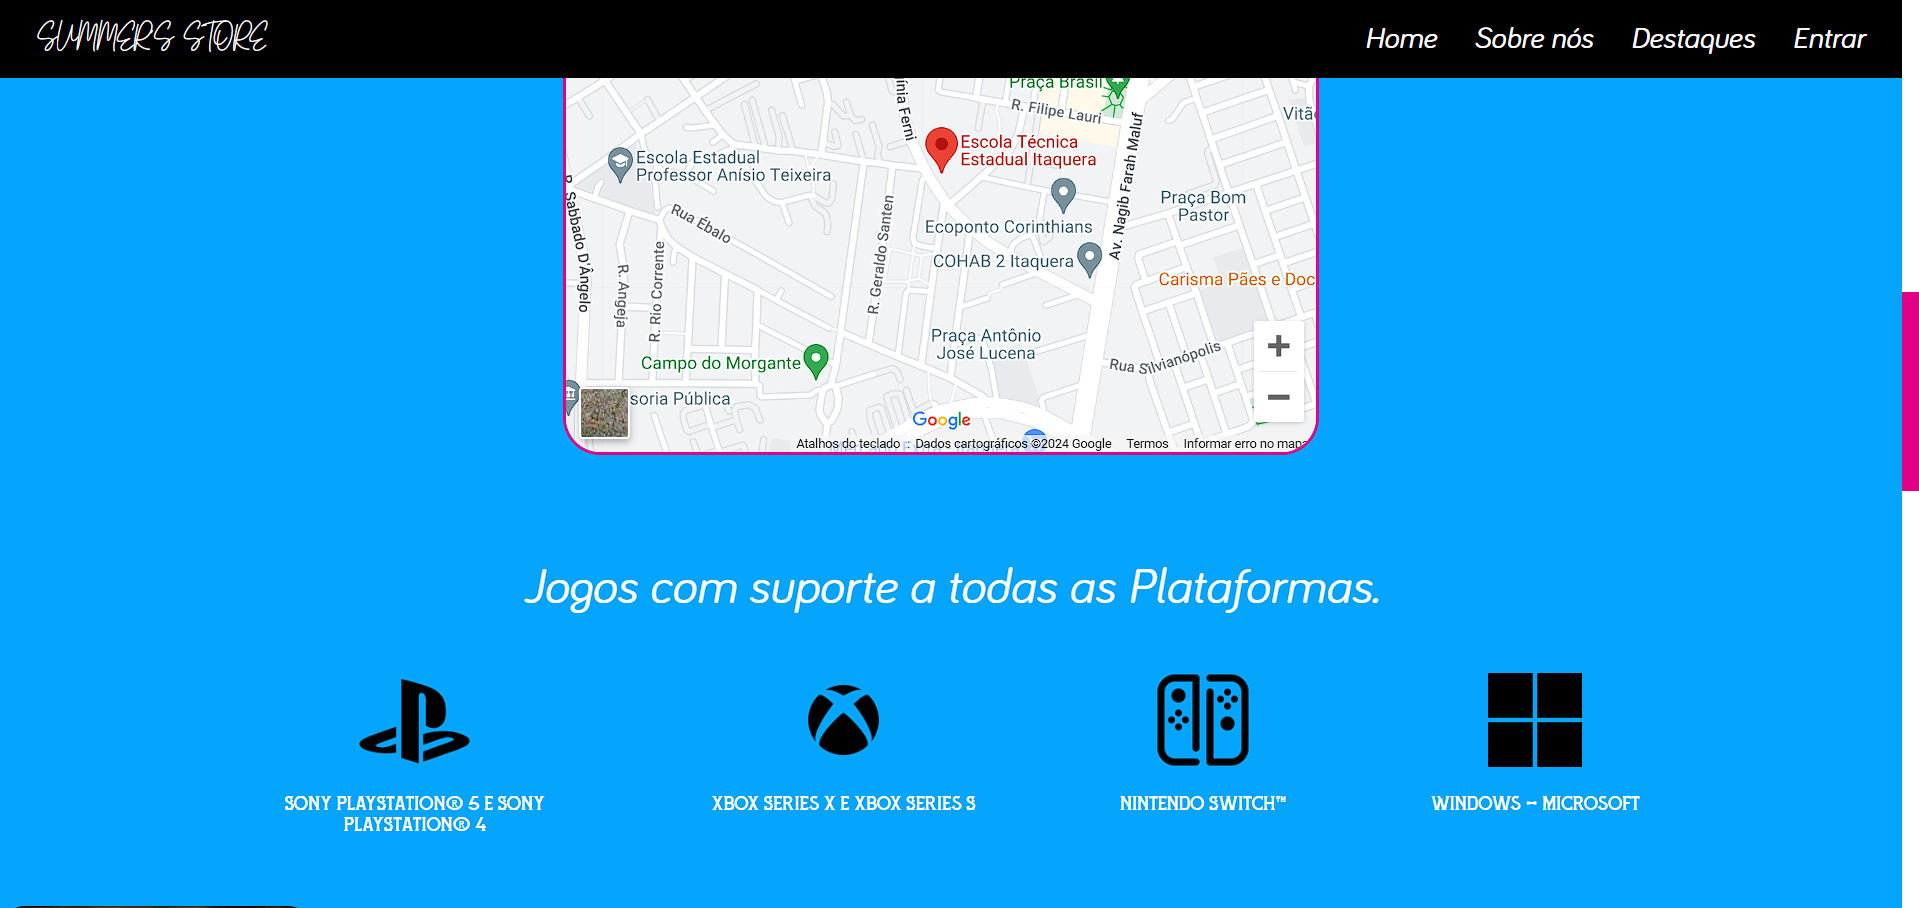 SUMMERS STORE
Home
Sobre nós
Destaques
Entrar
Praça Brasil
R. Filipe Lauri
Escola Técnica
Estadual Itaquera
Escola Estadual
Professor Anísio Teixeira
Av. Nagib Farah Maluf
Praça Bom
Pastor
Ecoponto Corinthians
COHAB 2 Itaquera
Carisma Pães e Doc
R. Sabbado D'Ângelo
Rua Ébalo
R. Geraldo Santen
R. Angeja
R. Rio Corrente
Praça Antônio
José Lucena
Rua Silvianópolis
Campo do Morgante
soria Pública
Google
Atalhos do teclado
Dados cartográficos ©2024 Google
Termos
Informar erro no mapa
Jogos com suporte a todas as Plataformas.
SONY PLAYSTATION® 5 E SONY
PLAYSTATION® 4
XBOX SERIES X E XBOX SERIES S
NINTENDO SWITCH™
WINDOWS - MICROSOFT